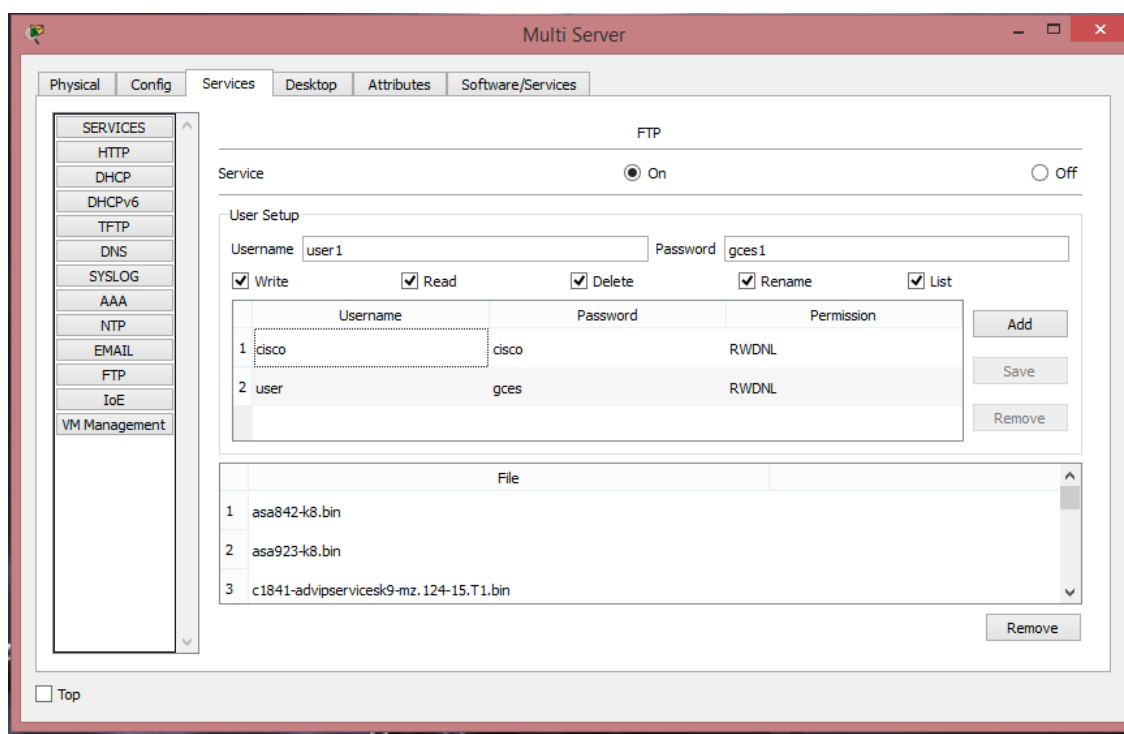 Multi Server
Physical Config Services Desktop Attributes Software/Services
SERVICES
HTTP
DHCP
DHCPv6
TFTP
DNS
SYSLOG
AAA
NTP
EMAIL
FTP
IoE
VM Management
FTP
Service On Off
User Setup
Username user1 Password gces1
Write Read Delete Rename List
Username Password Permission
1 cisco cisco RWDNL
2 user gces RWDNL
Add
Save
Remove
File
1 asa842-k8.bin
2 asa923-k8.bin
3 c1841-advipservicesk9-mz.124-15.T1.bin
Remove
Top